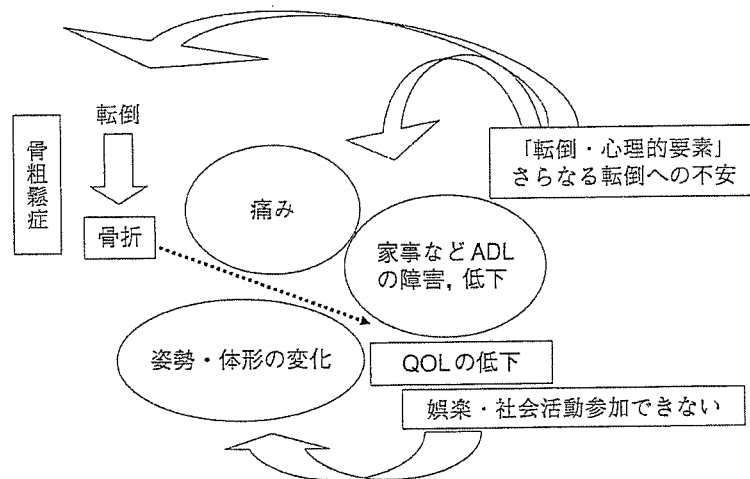 転倒
骨粗鬆症
骨折
痛み
「転倒・心理的要素」
さらなる転倒への不安
家事などADL
の障害，低下
姿勢・体形の変化
QOLの低下
娯楽・社会活動参加できない